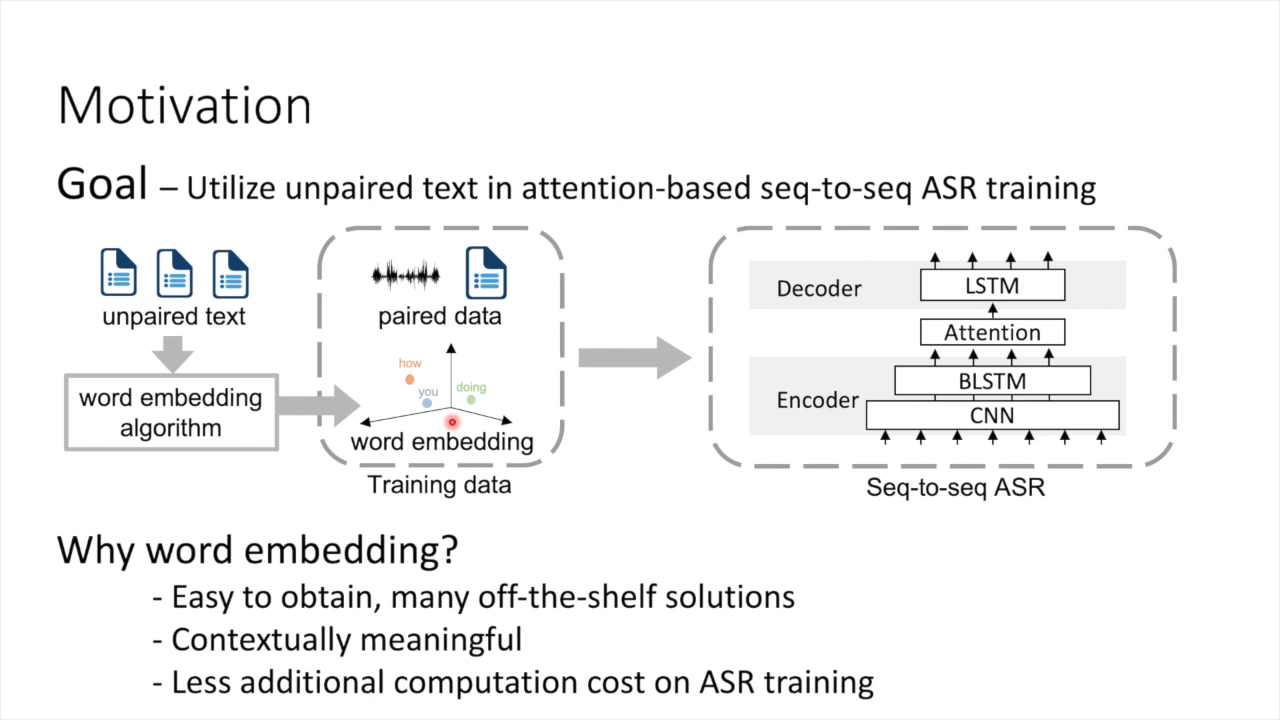 Motivation
Goal – Utilize unpaired text in attention-based seq-to-seq ASR training
unpaired text
word embedding
algorithm
paired data
how
you
doing
word embedding
Training data
Decoder
LSTM
Attention
Encoder
BLSTM
CNN
Seq-to-seq ASR
Why word embedding?
- Easy to obtain, many off-the-shelf solutions
- Contextually meaningful
- Less additional computation cost on ASR training